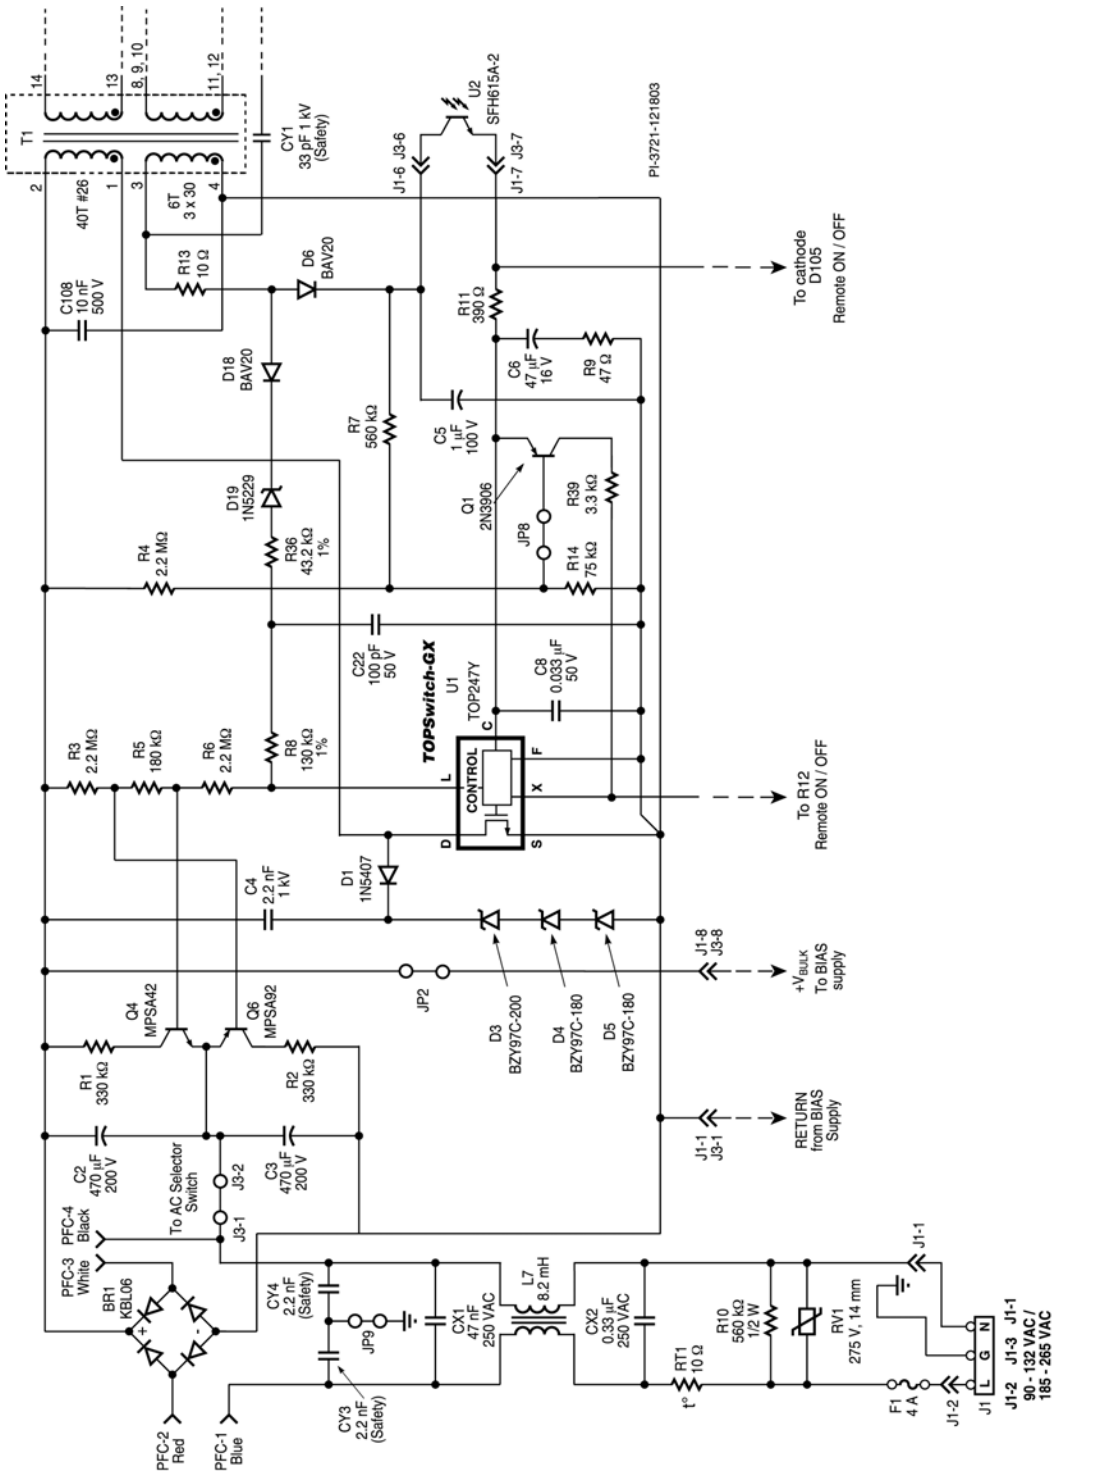 PFC-2
Red
PFC-1
Blue
BR1
KBL06
+
-
PFC-3
White
PFC-4
Black
To AC Selector
Switch
J3-1
J3-2
C2
470 µF
200 V
C3
470 µF
200 V
R1
330 kΩ
R2
330 kΩ
Q4
MPSA42
Q6
MPSA92
CY3
2.2 nF
(Safety)
CY4
2.2 nF
(Safety)
JP9
CX1
47 nF
250 VAC
L7
8.2 mH
CX2
0.33 µF
250 VAC
RT1
10 Ω
t°
R10
560 kΩ
1/2 W
RV1
275 V, 14 mm
F1
4 A
J1-2
J1-1
J1
L
G
N
J1-2 J1-3 J1-1
90 - 132 VAC /
185 - 265 VAC
J1-1
J3-1
RETURN
from BIAS
Supply
JP2
J1-8
J3-8
+VBULK
To BIAS
supply
D3
BZY97C-200
D4
BZY97C-180
D5
BZY97C-180
C4
2.2 nF
1 kV
D1
1N5407
R3
2.2 MΩ
R5
180 kΩ
R6
2.2 MΩ
R8
130 kΩ
1%
TOPSwitch-GX
U1
TOP247Y
CONTROL
D
L
C
S
X
F
To R12
Remote ON / OFF
C8
0.033 µF
50 V
C22
100 pF
50 V
R4
2.2 MΩ
R36
43.2 kΩ
1%
D19
1N5229
D18
BAV20
R7
560 kΩ
JP8
R14
75 kΩ
Q1
2N3906
R39
3.3 kΩ
C5
1 µF
100 V
C6
47 µF
16 V
R9
47 Ω
R11
390 Ω
C108
10 nF
500 V
R13
10 Ω
D6
BAV20
To cathode
D105
Remote ON / OFF
J1-6 J3-6
J1-7 J3-7
U2
SFH615A-2
PI-3721-121803
T1
2
40T #26
1
3
6T
3 x 30
4
14
13
8, 9, 10
11, 12
CY1
33 pF 1 kV
(Safety)